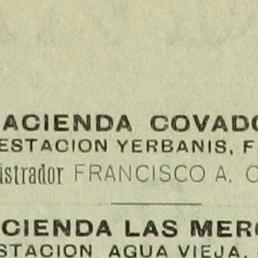 ACIENDA COVADO
ESTACION YERBANIS, F.
istrador FRANCISCO A. C
CIENDA LAS MERC
STACION AGUA VIEJA,